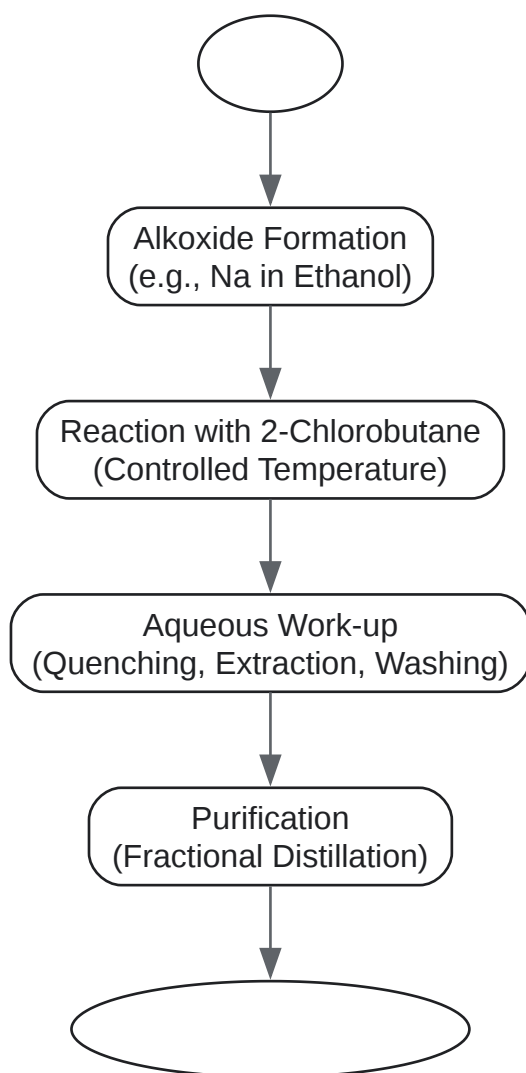 Alkoxide Formation
(e.g., Na in Ethanol)
Reaction with 2-Chlorobutane
(Controlled Temperature)
Aqueous Work-up
(Quenching, Extraction, Washing)
Purification
(Fractional Distillation)